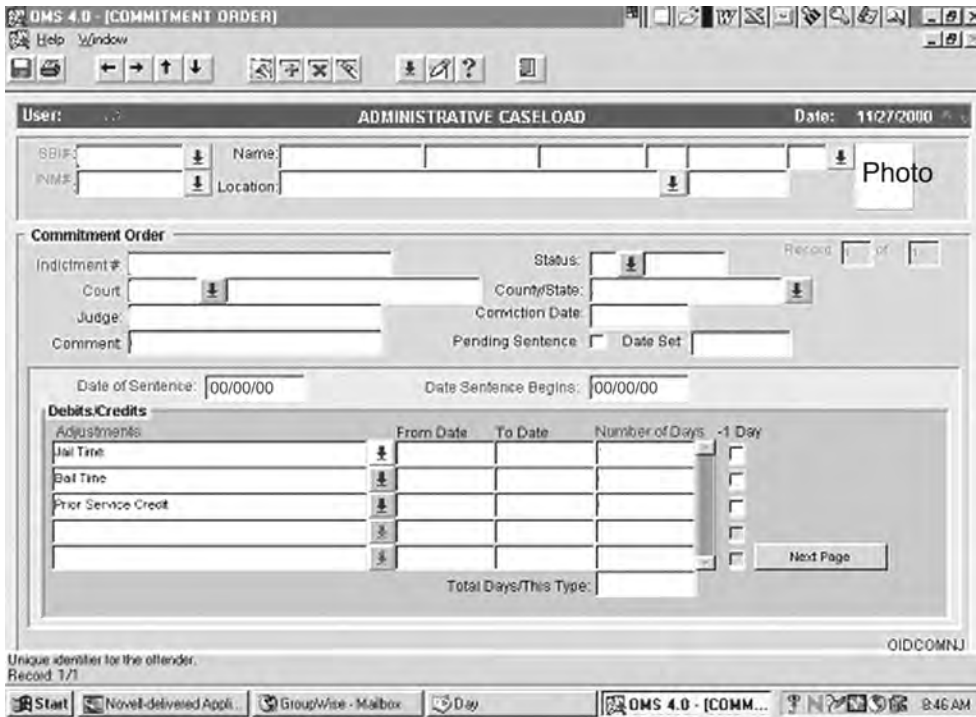 OMS 4.0 - [COMMITMENT ORDER]
Help Window
User: ADMINISTRATIVE CASELOAD Date: 11/27/2000
SBI#: Name:
INM#: Location:
Photo
Commitment Order
Indictment #: Status: Record 1 of 1
Court: County/State:
Judge: Conviction Date:
Comment: Pending Sentence Date Set
Date of Sentence: 00/00/00 Date Sentence Begins: 00/00/00
Debits/Credits
Adjustments From Date To Date Number of Days -1 Day
Jail Time
Bail Time
Prior Service Credit
Next Page
Total Days/This Type:
OIDCOMNJ
Unique identifier for the offender.
Record: 1/1
Start Novell-delivered Appli... GroupWise - Mailbox Day OMS 4.0 - [COMM... 8:46 AM